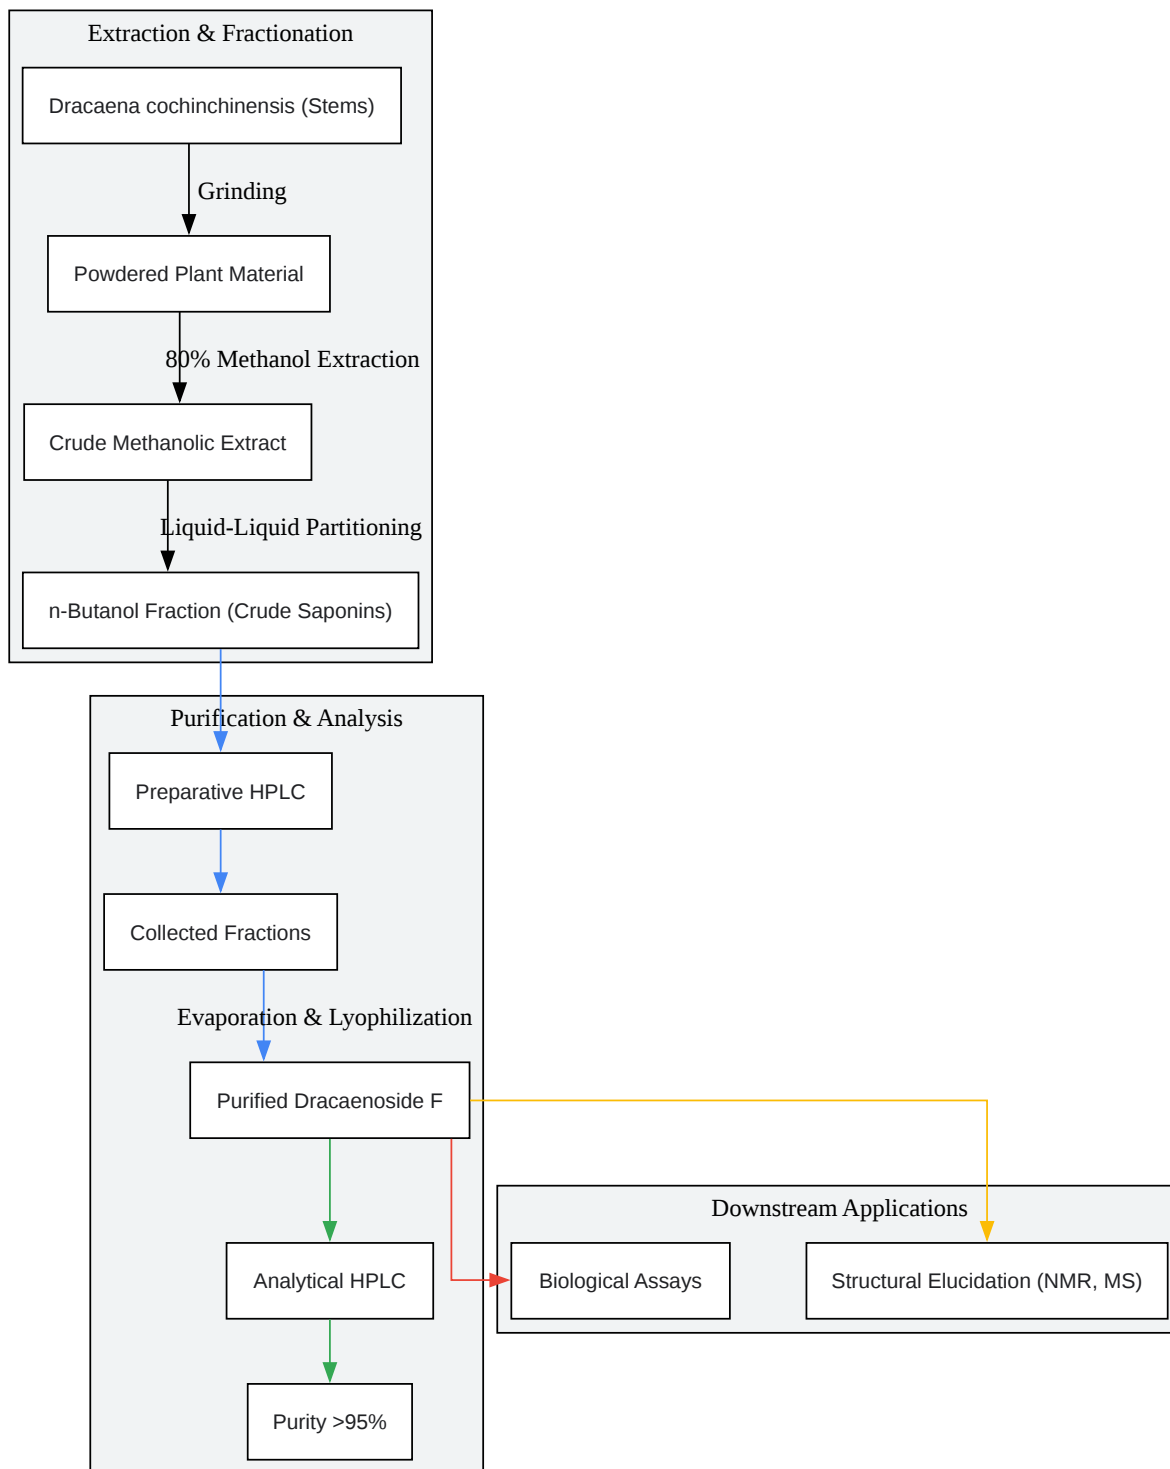 Extraction & Fractionation
Dracaena cochinchinensis (Stems)
Grinding
Powdered Plant Material
80% Methanol Extraction
Crude Methanolic Extract
Liquid-Liquid Partitioning
n-Butanol Fraction (Crude Saponins)
Purification & Analysis
Preparative HPLC
Collected Fractions
Evaporation & Lyophilization
Purified Dracaenoside F
Analytical HPLC
Purity >95%
Downstream Applications
Biological Assays
Structural Elucidation (NMR, MS)